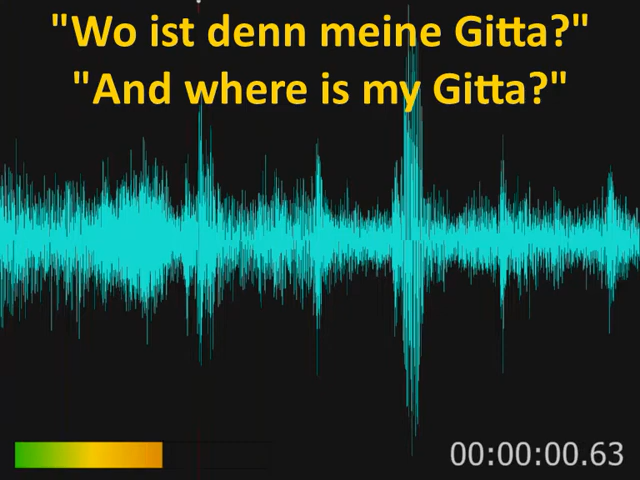 "Wo ist denn meine Gitta?"
"And where is my Gitta?"
00:00:00.63